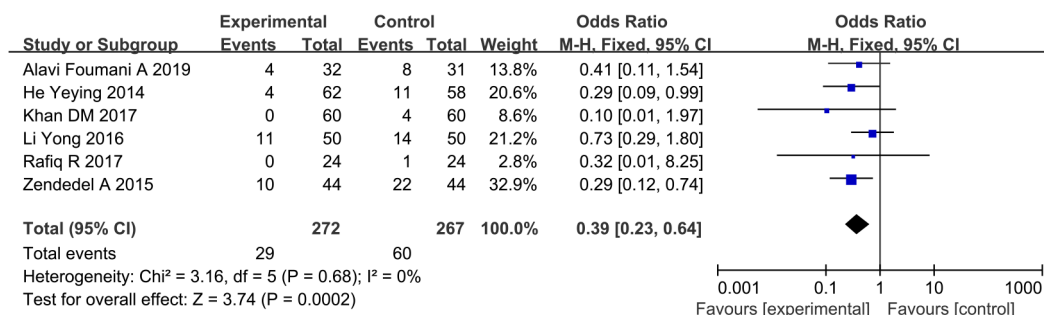 Experimental Control Odds Ratio Odds Ratio
Study or Subgroup Events Total Events Total Weight M-H, Fixed, 95% CI M-H, Fixed, 95% CI
Alavi Foumani A 2019 4 32 8 31 13.8% 0.41 [0.11, 1.54]
He Yeying 2014 4 62 11 58 20.6% 0.29 [0.09, 0.99]
Khan DM 2017 0 60 4 60 8.6% 0.10 [0.01, 1.97]
Li Yong 2016 11 50 14 50 21.2% 0.73 [0.29, 1.80]
Rafiq R 2017 0 24 1 24 2.8% 0.32 [0.01, 8.25]
Zendedel A 2015 10 44 22 44 32.9% 0.29 [0.12, 0.74]
Total (95% CI) 272 267 100.0% 0.39 [0.23, 0.64]
Total events 29 60
Heterogeneity: Chi² = 3.16, df = 5 (P = 0.68); I² = 0%
Test for overall effect: Z = 3.74 (P = 0.0002)
0.001 0.1 1 10 1000
Favours [experimental] Favours [control]